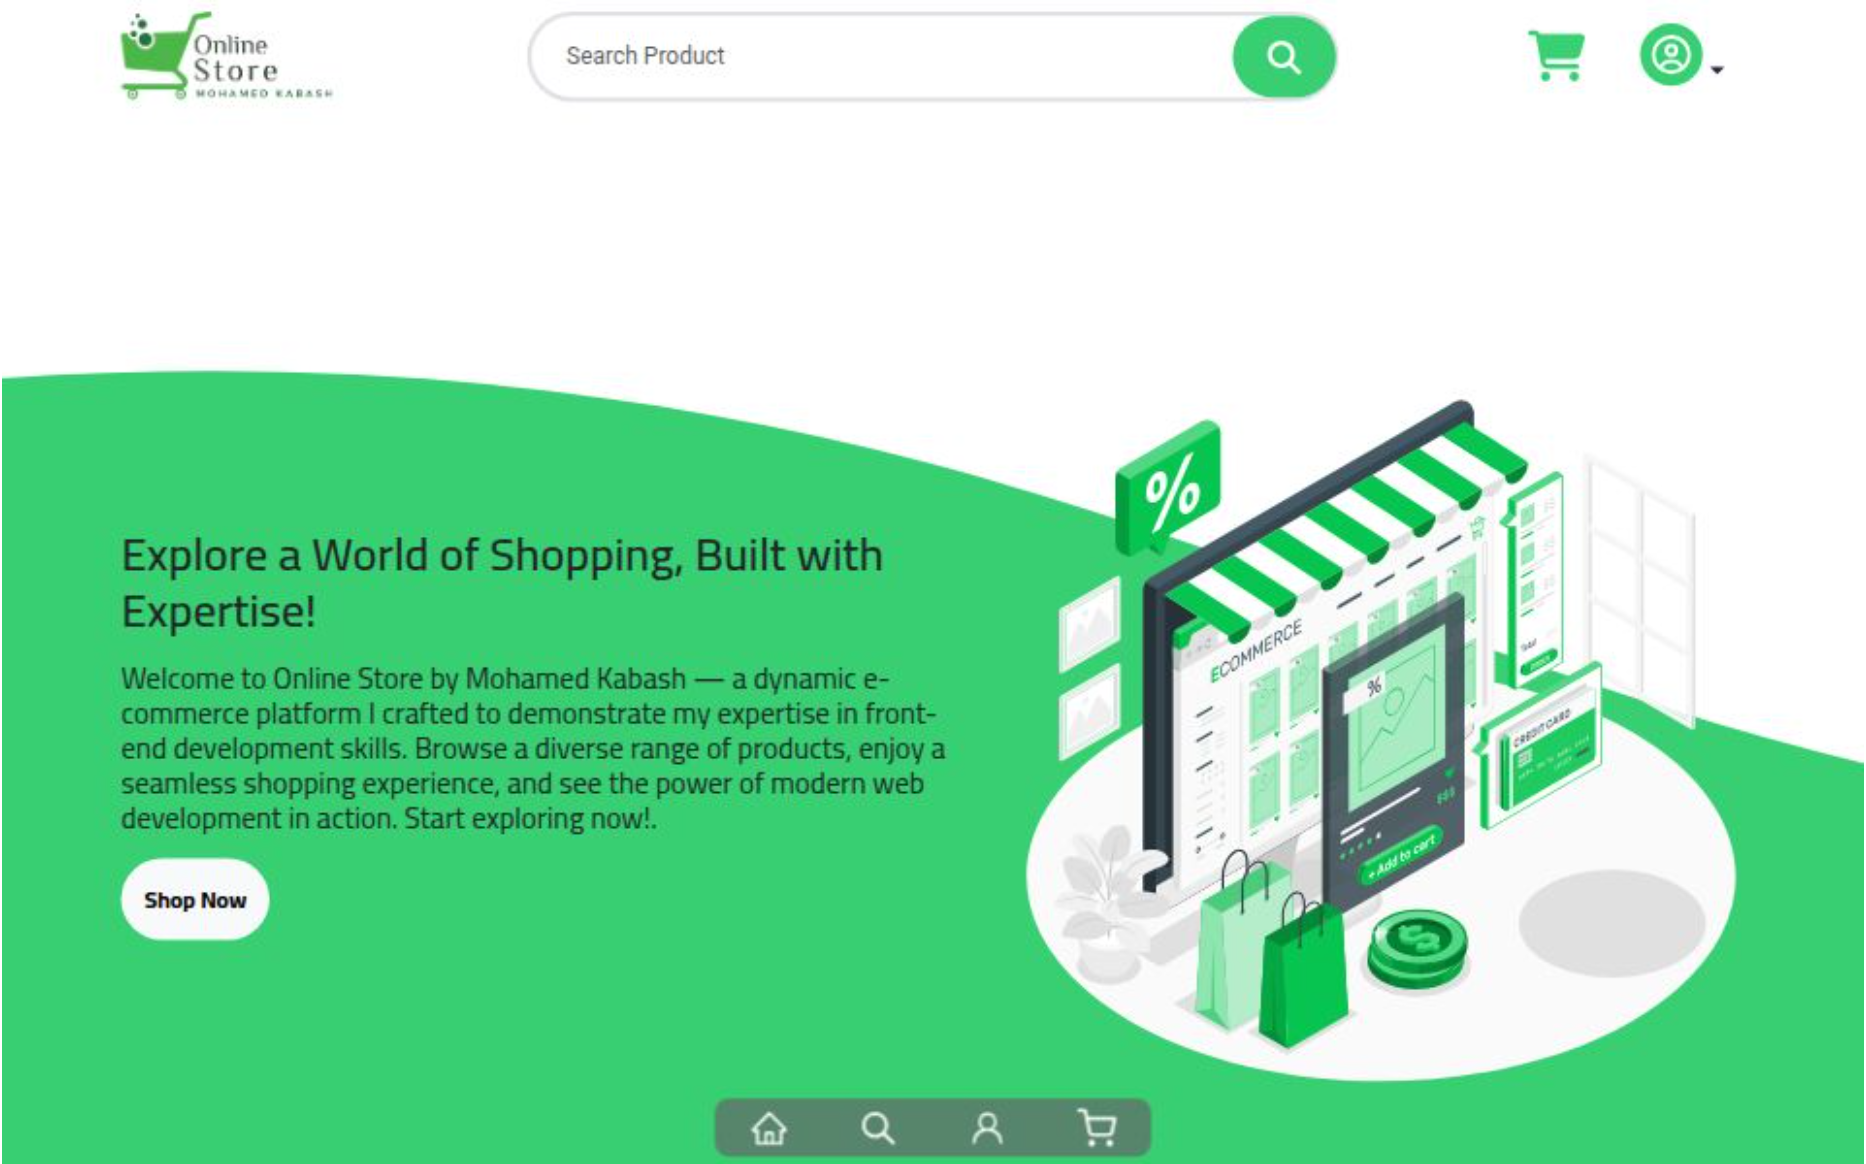 Online
Store
MOHAMED KABASH
Search Product
Explore a World of Shopping, Built with
Expertise!
Welcome to Online Store by Mohamed Kabash — a dynamic e-
commerce platform I crafted to demonstrate my expertise in front-
end development skills. Browse a diverse range of products, enjoy a
seamless shopping experience, and see the power of modern web
development in action. Start exploring now!.
Shop Now
%
ECOMMERCE
%
Total
CREDIT CARD
$$$
+ Add to cart
$